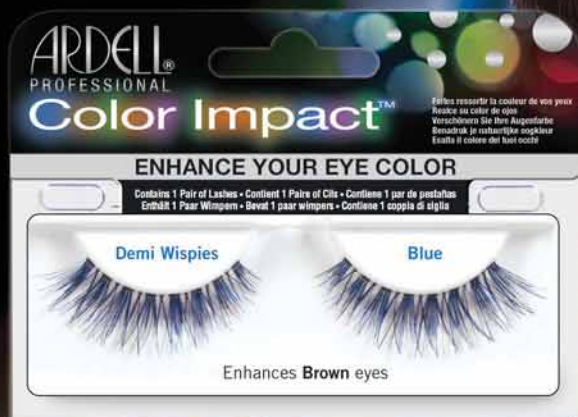 ARDELL®
PROFESSIONAL
Color Impact™
Faites ressortir la couleur de vos yeux
Realce su color de ojos
Verschönern Sie Ihre Augenfarbe
Benadruk je natuurlijke oogkleur
Esalta il colore dei tuoi occhi
ENHANCE YOUR EYE COLOR
Contains 1 Pair of Lashes • Contient 1 Paire of Cils • Contiene 1 par de pestañas
Enthält 1 Paar Wimpern • Bevat 1 paar wimpers • Contiene 1 coppia di siglia
Demi Wispies
Blue
Enhances Brown eyes